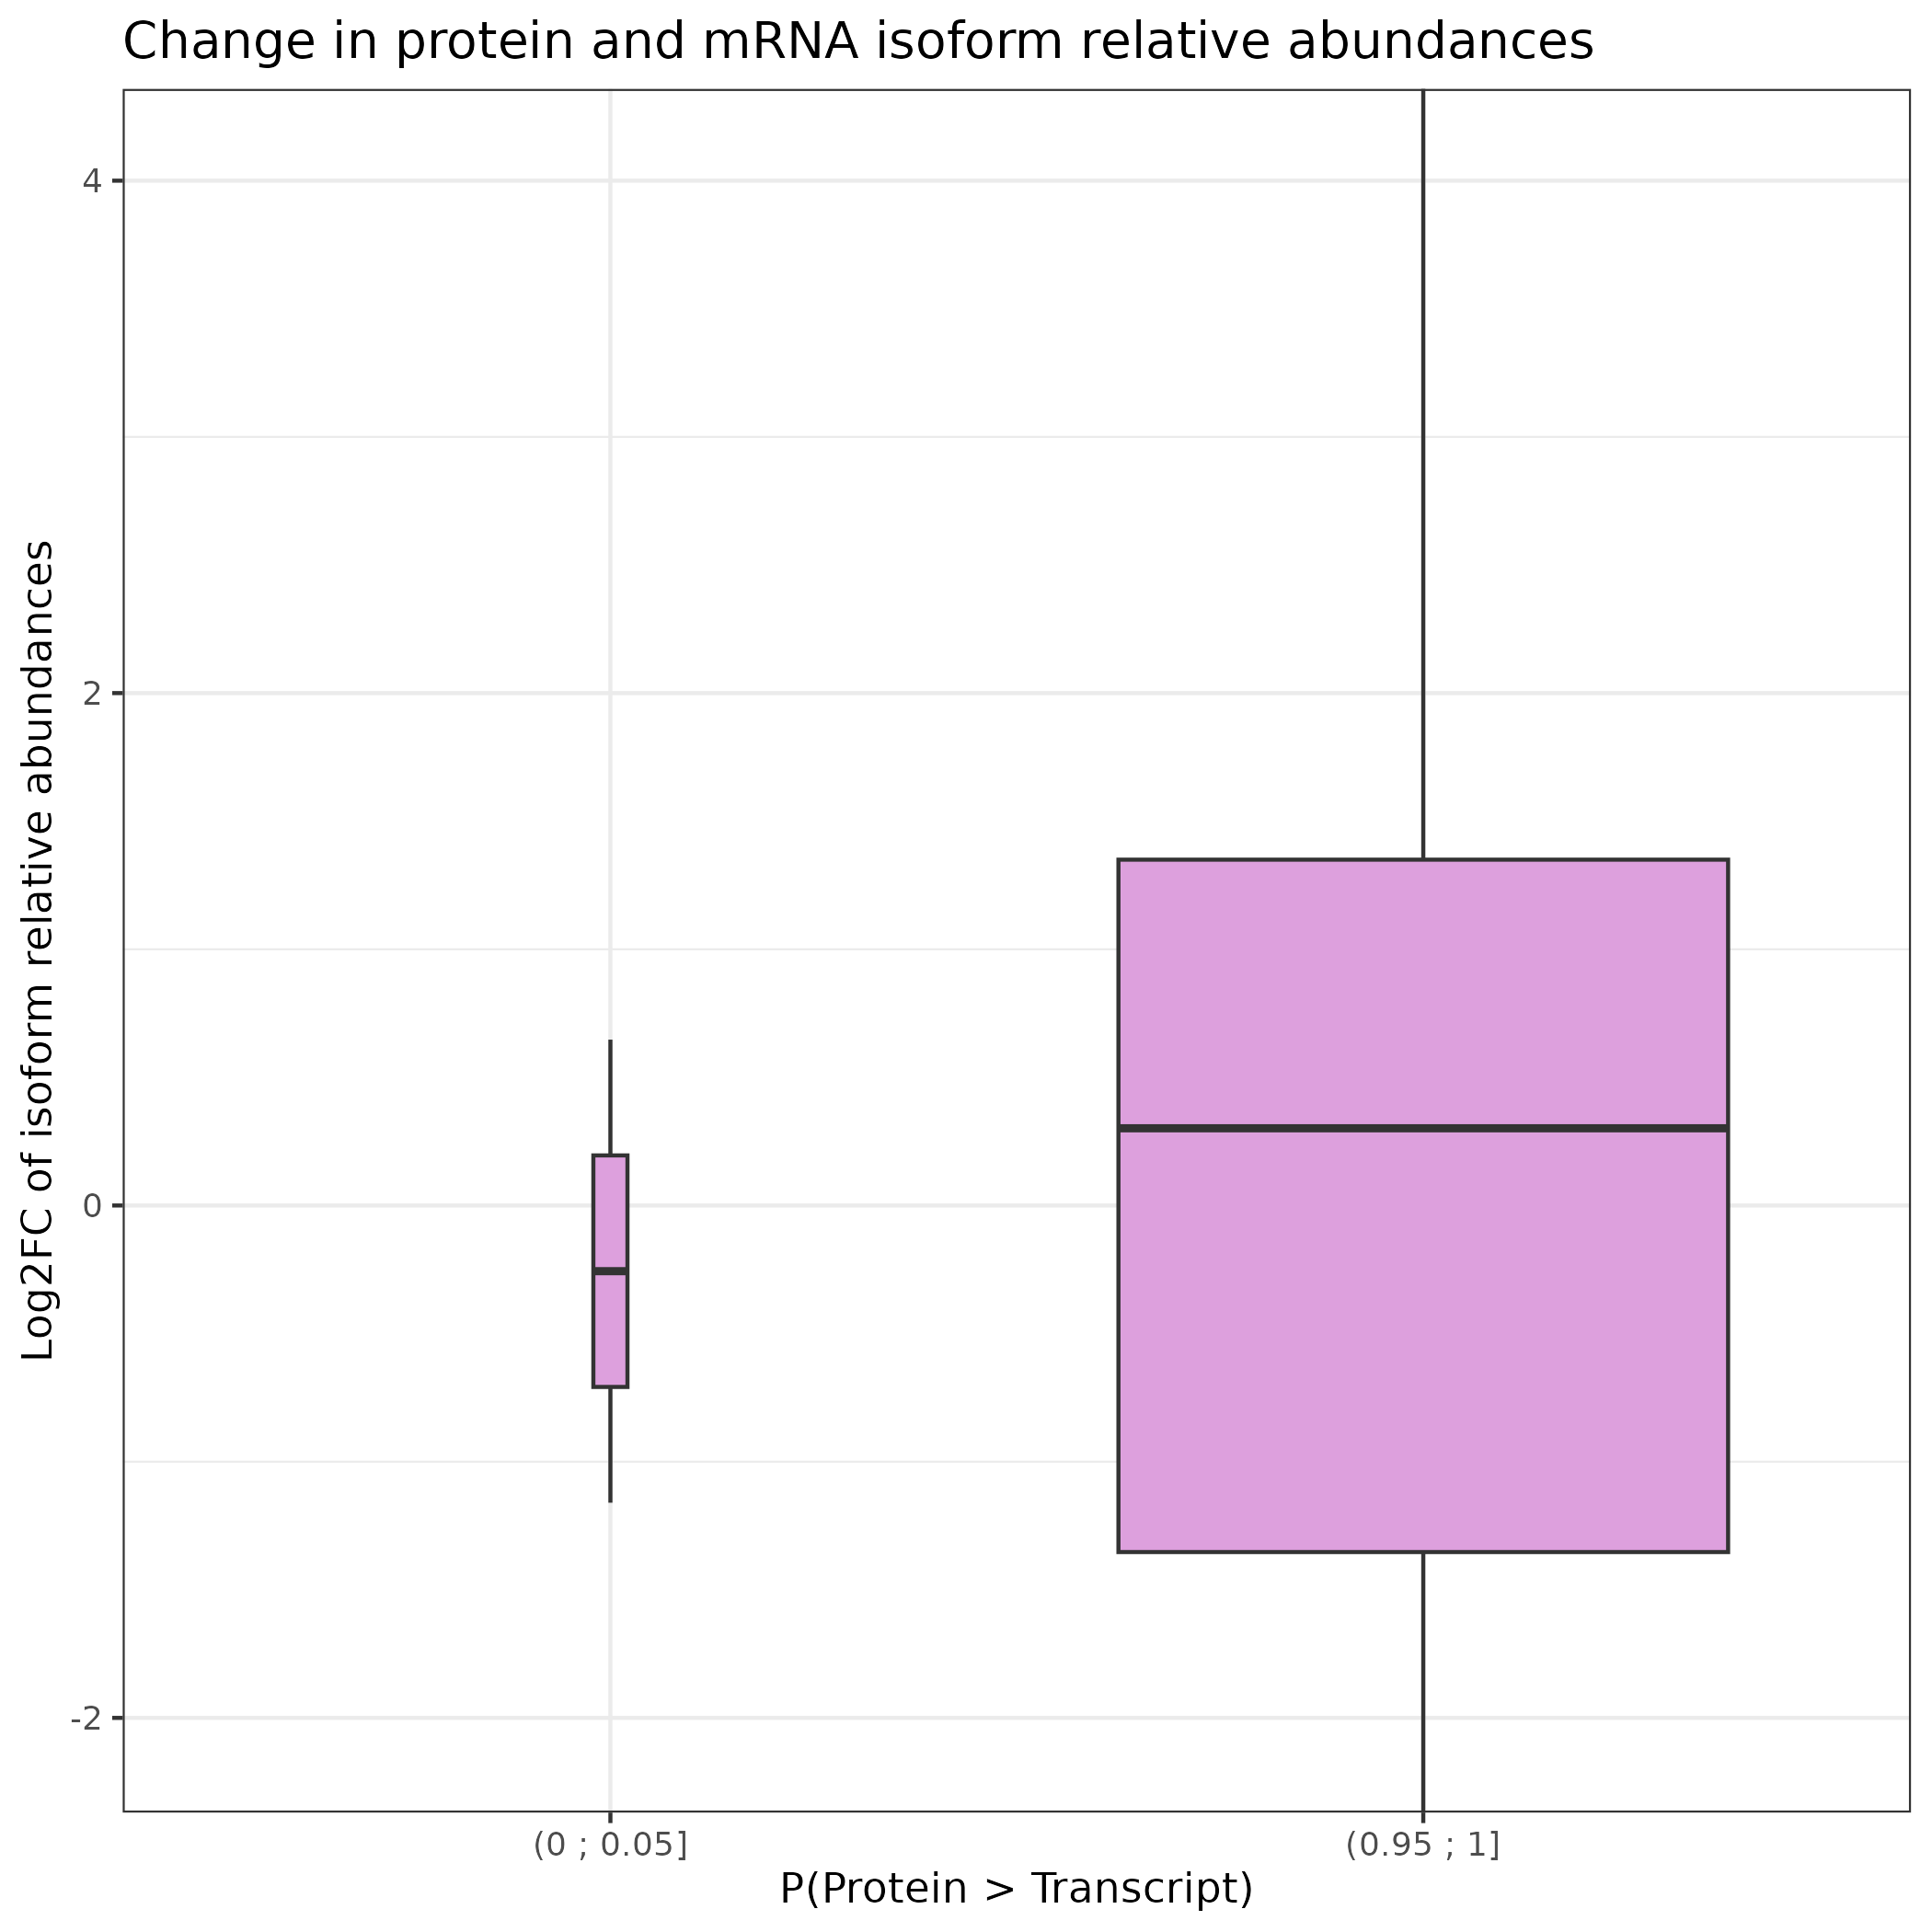 Change in protein and mRNA isoform relative abundances
Log2FC of isoform relative abundances
4
2
0
-2
(0 ; 0.05]
(0.95 ; 1]
P(Protein > Transcript)